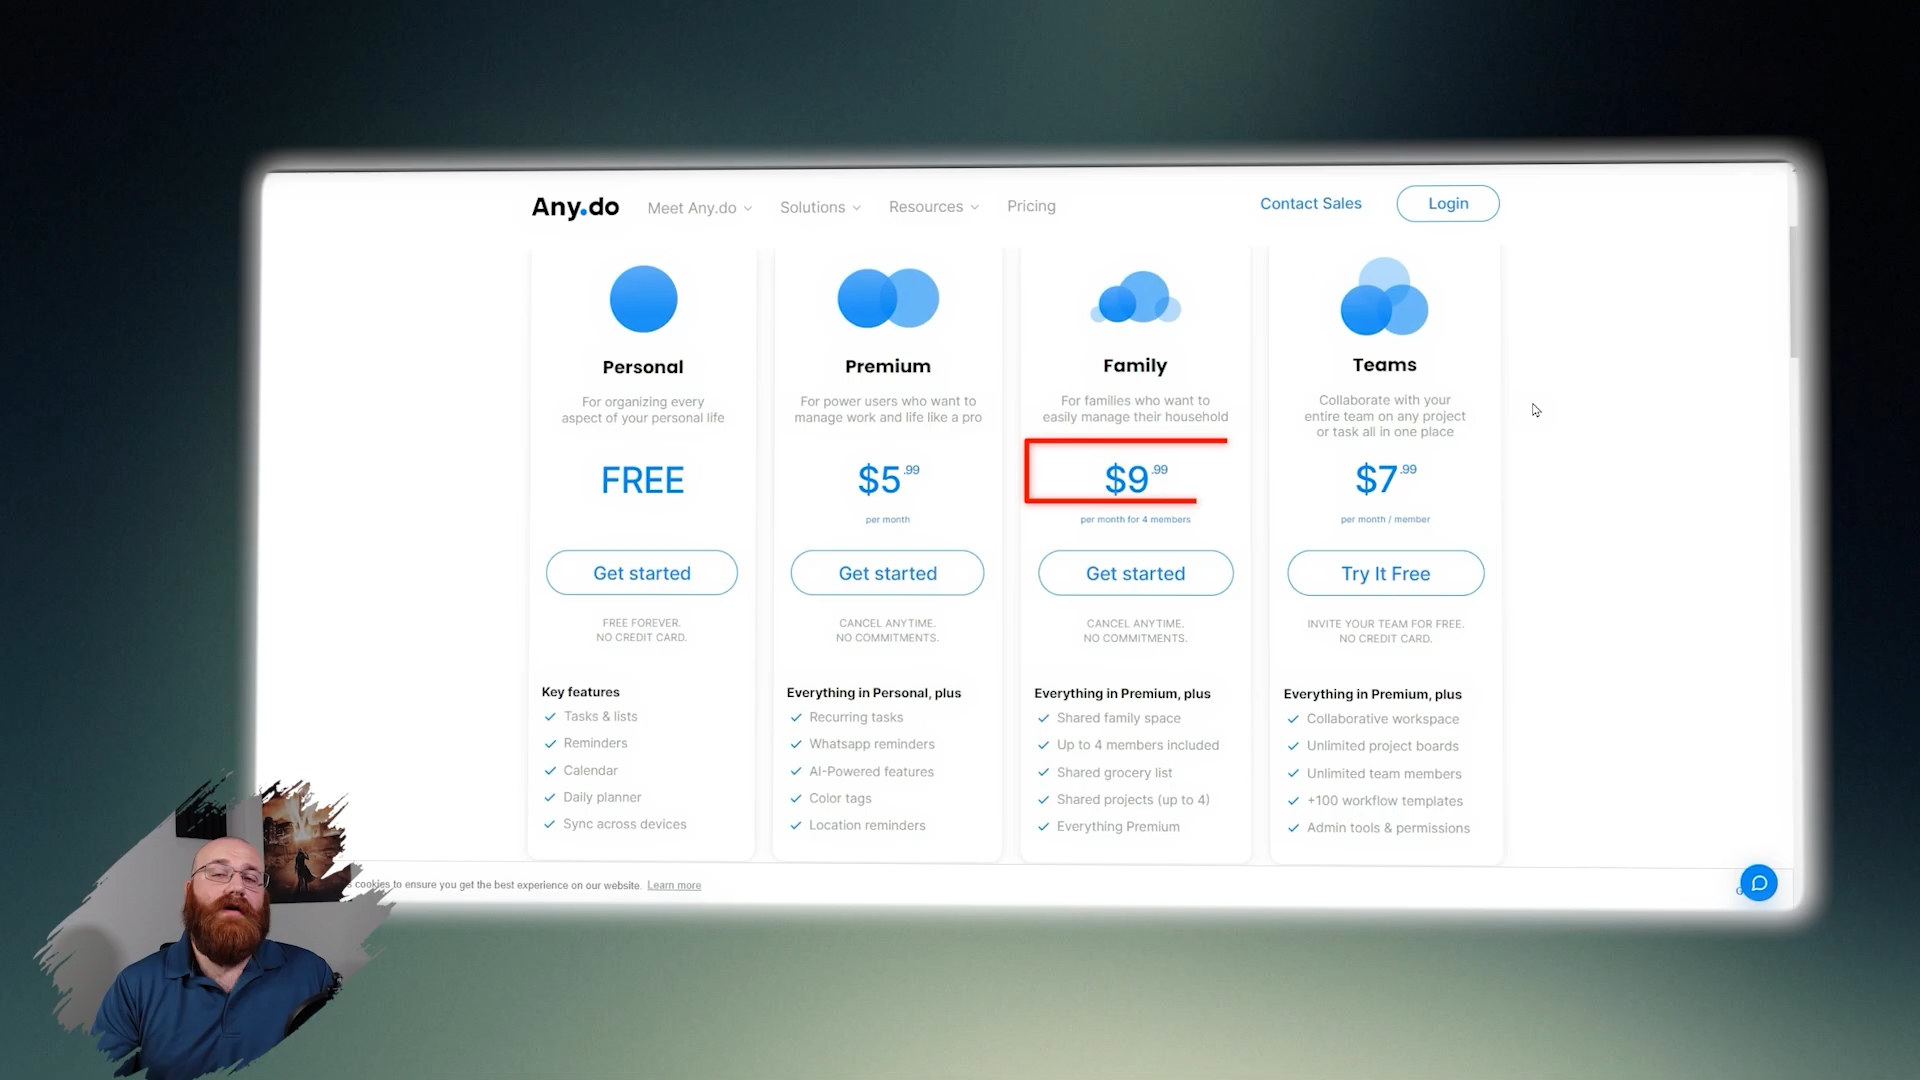 Any.do
Meet Any.do
Solutions
Resources
Pricing
Contact Sales
Login
Personal
For organizing every
aspect of your personal life
FREE
Get started
FREE FOREVER.
NO CREDIT CARD.
Key features
Tasks & lists
Reminders
Calendar
Daily planner
Sync across devices
Premium
For power users who want to
manage work and life like a pro
$5.99
per month
Get started
CANCEL ANYTIME.
NO COMMITMENTS.
Everything in Personal, plus
Recurring tasks
Whatsapp reminders
AI-Powered features
Color tags
Location reminders
Family
For families who want to
easily manage their household
$9.99
per month for 4 members
Get started
CANCEL ANYTIME.
NO COMMITMENTS.
Everything in Premium, plus
Shared family space
Up to 4 members included
Shared grocery list
Shared projects (up to 4)
Everything Premium
Teams
Collaborate with your
entire team on any project
or task all in one place
$7.99
per month / member
Try It Free
INVITE YOUR TEAM FOR FREE.
NO CREDIT CARD.
Everything in Premium, plus
Collaborative workspace
Unlimited project boards
Unlimited team members
+100 workflow templates
Admin tools & permissions
cookies to ensure you get the best experience on our website. Learn more